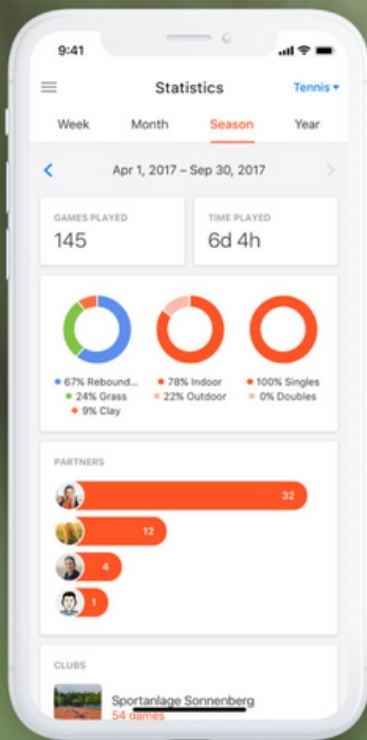 9:41
Statistics
Tennis
Week Month Season Year
Apr 1, 2017 – Sep 30, 2017
GAMES PLAYED
145
TIME PLAYED
6d 4h
67% Rebound...
24% Grass
9% Clay
78% Indoor
22% Outdoor
100% Singles
0% Doubles
PARTNERS
32
12
4
1
CLUBS
Sportanlage Sonnenberg
54 games